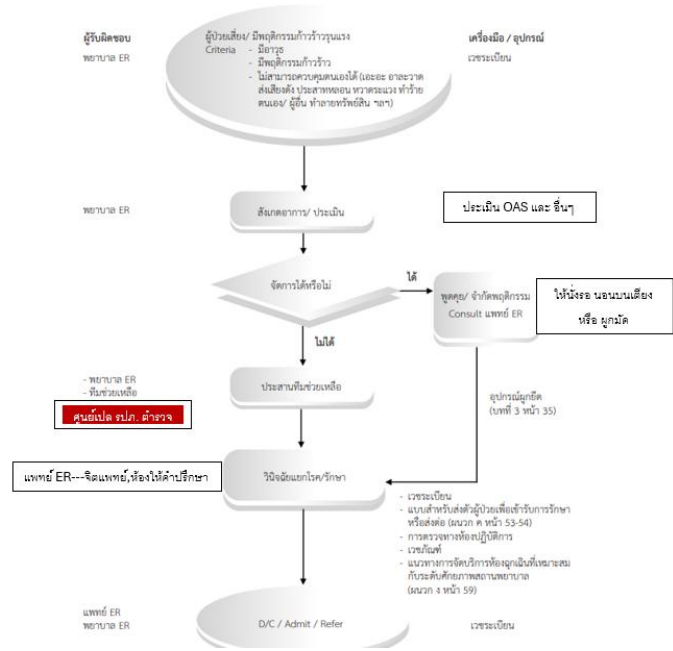 ผู้รับผิดชอบ
พยาบาล ER
ผู้ป่วยเสี่ยง/ มีพฤติกรรมก้าวร้าวรุนแรง
Criteria - มีอาวุธ
- มีพฤติกรรมก้าวร้าว
- ไม่สามารถควบคุมตนเองได้ (เอะอะ อาละวาด
ส่งเสียงดัง ประสาทหลอน หวาดระแวง ทำร้าย
ตนเอง/ ผู้อื่น ทำลายทรัพย์สิน ฯลฯ)
เครื่องมือ / อุปกรณ์
เวชระเบียน
พยาบาล ER
สังเกตอาการ/ ประเมิน
ประเมิน OAS และ อื่นๆ
จัดการได้หรือไม่
ได้
พูดคุย/ จำกัดพฤติกรรม
Consult แพทย์ ER
ให้นั่งรอ นอนบนเตียง
หรือ ผูกมัด
ไม่ได้
- พยาบาล ER
- ทีมช่วยเหลือ
ศูนย์เปล รปภ. ตำรวจ
ประสานทีมช่วยเหลือ
อุปกรณ์ผูกยึด
(บทที่ 3 หน้า 35)
แพทย์ ER---จิตแพทย์,ห้องให้คำปรึกษา
วินิจฉัยแยกโรค/รักษา
- เวชระเบียน
- แบบสำหรับส่งตัวผู้ป่วยเพื่อเข้ารับการรักษา
หรือส่งต่อ (ผนวก ค หน้า 53-54)
- การตรวจทางห้องปฏิบัติการ
- เวชภัณฑ์
- แนวทางการจัดบริการห้องฉุกเฉินที่เหมาะสม
กับระดับศักยภาพสถานพยาบาล
(ผนวก ง หน้า 59)
แพทย์ ER
พยาบาล ER
D/C / Admit / Refer
เวชระเบียน